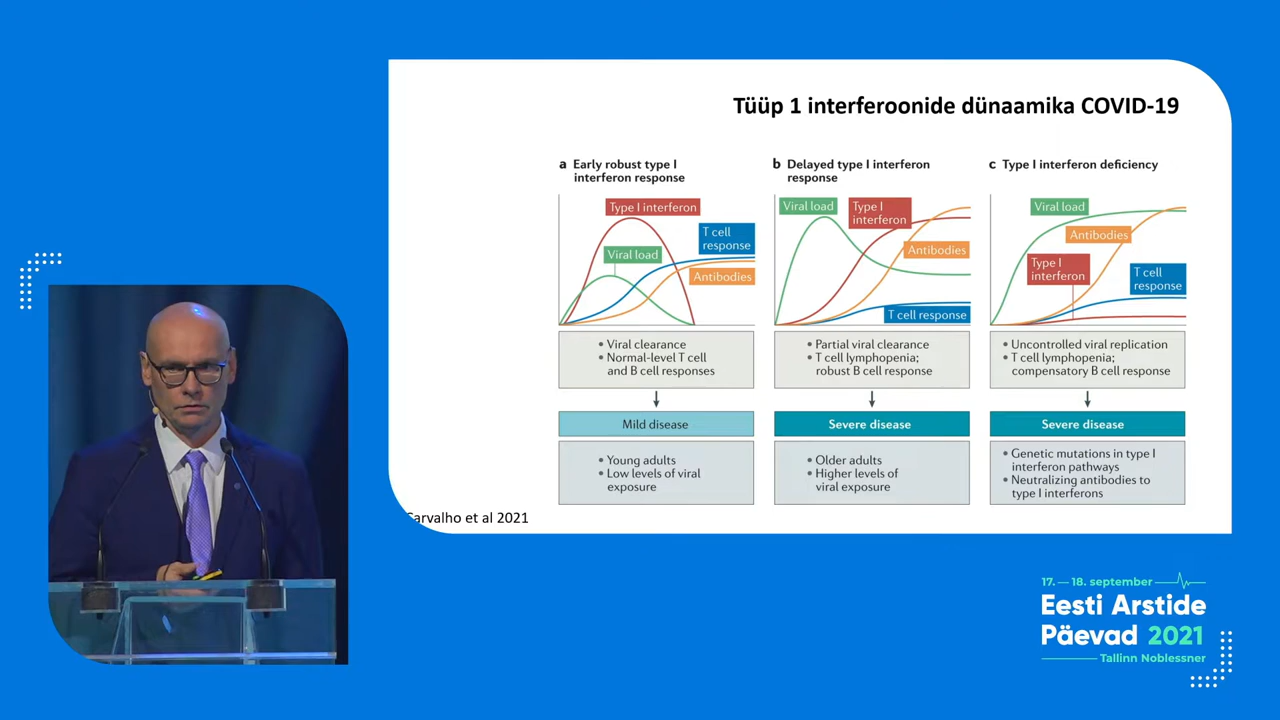 Tüüp 1 interferoonide dünaamika COVID-19
a Early robust type I
interferon response
Type I interferon
T cell
response
Viral load
Antibodies
Viral clearance
Normal-level T cell
and B cell responses
Mild disease
Young adults
Low levels of viral
exposure
b Delayed type I interferon
response
Viral load
Type I
interferon
Antibodies
T cell response
Partial viral clearance
T cell lymphopenia;
robust B cell response
Severe disease
Older adults
Higher levels of
viral exposure
c Type I interferon deficiency
Viral load
Antibodies
Type I
interferon
T cell
response
Uncontrolled viral replication
T cell lymphopenia;
compensatory B cell response
Severe disease
Genetic mutations in type I
interferon pathways
Neutralizing antibodies to
type I interferons
Carvalho et al 2021
17.—18. september
Eesti Arstide
Päevad 2021
Tallinn Noblessner